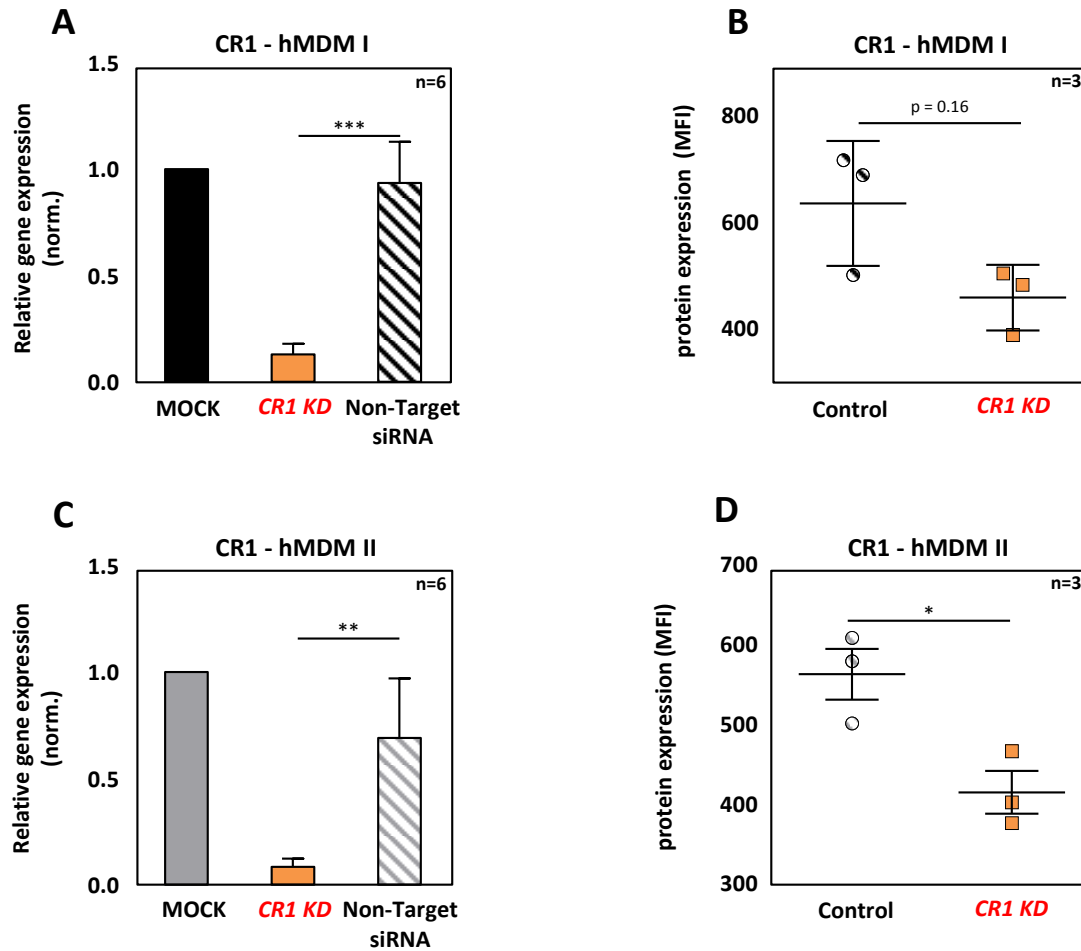 A
CR1 - hMDM I
n=6
***
Relative gene expression
(norm.)
1.5
1.0
0.5
0.0
MOCK
CR1 KD
Non-Target
siRNA
B
CR1 - hMDM I
n=3
p = 0.16
protein expression (MFI)
800
600
400
Control
CR1 KD
C
CR1 - hMDM II
n=6
**
Relative gene expression
(norm.)
1.5
1.0
0.5
0.0
MOCK
CR1 KD
Non-Target
siRNA
D
CR1 - hMDM II
n=3
*
protein expression (MFI)
700
600
500
400
300
Control
CR1 KD